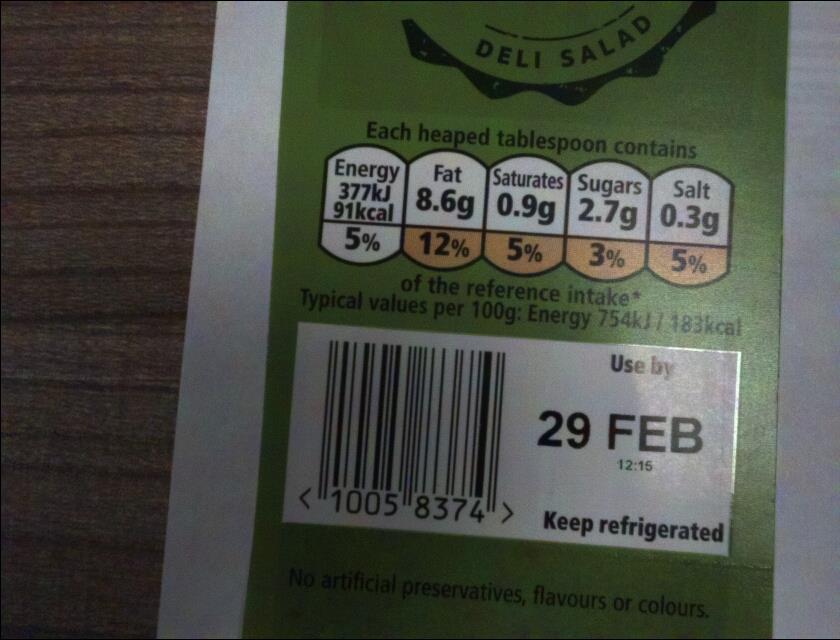 DELI SALAD
Each heaped tablespoon contains
Energy 377kJ 91kcal 5%
Fat 8.6g 12%
Saturates 0.9g 5%
Sugars 2.7g 3%
Salt 0.3g 5%
of the reference intake*
Typical values per 100g: Energy 754kJ / 183kcal
Use by
29 FEB
12:15
< 1005 8374 >
Keep refrigerated
No artificial preservatives, flavours or colours.